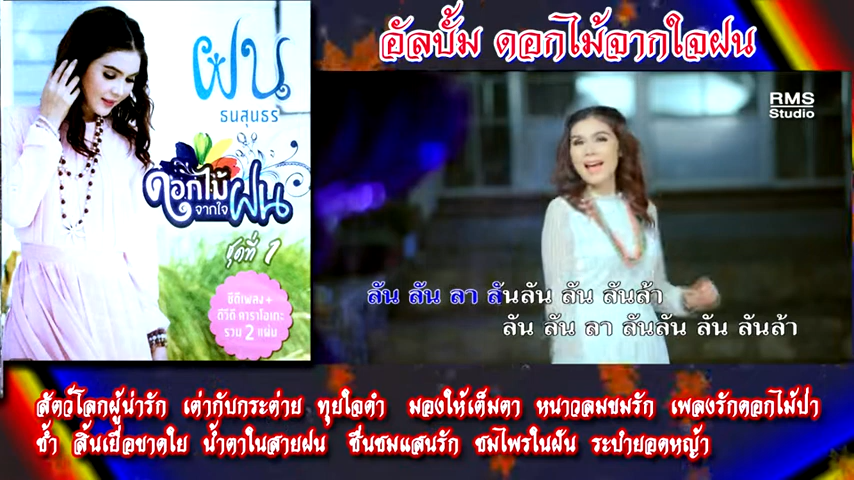 อัลบั้ม ดอกไม้จากใจฝน
ฝน
ธนสุนธร
ดอกไม้
จากใจ
ฝน
ชุดที่ 1
ซีดีเพลง+
ดีวีดี คาราโอเกะ
รวม 2 แผ่น
RMS
Studio
ลัน ลัน ลา ลันลัน ลัน ลันล้า
ลัน ลัน ลา ลันลัน ลัน ลันล้า
สัตว์โลกผู้น่ารัก เต่ากับกระต่าย ทุยใจดำ มองให้เต็มตา หนาวลมชมรัก เพลงรักดอกไม้ป่า
ช้ำ สิ้นเยื่อขาดใย น้ำตาในสายฝน ชื่นชมแสนรัก ชมไพรในฝัน ระบำยอดหญ้า